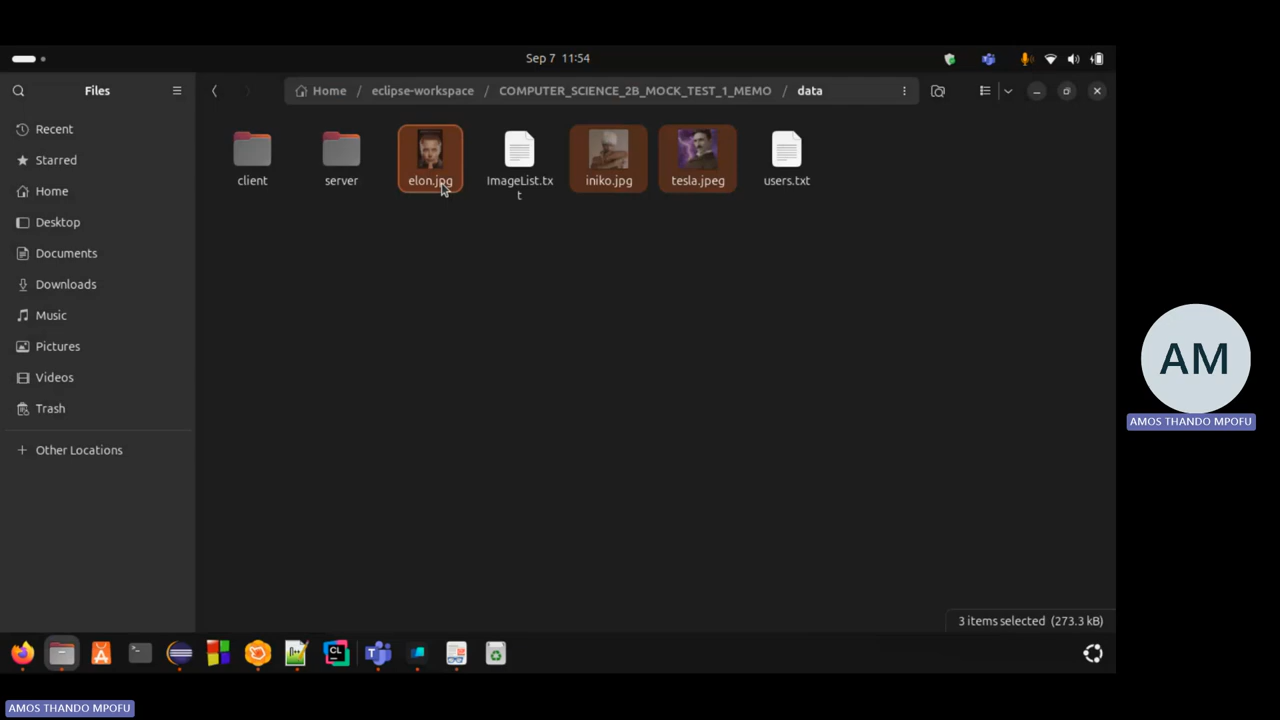 Sep 7 11:54
Files
Home / eclipse-workspace / COMPUTER_SCIENCE_2B_MOCK_TEST_1_MEMO / data
Recent
Starred
Home
Desktop
Documents
Downloads
Music
Pictures
Videos
Trash
+ Other Locations
client
server
elon.jpg
ImageList.tx
t
iniko.jpg
tesla.jpeg
users.txt
3 items selected (273.3 kB)
CL
AM
AMOS THANDO MPOFU
AMOS THANDO MPOFU